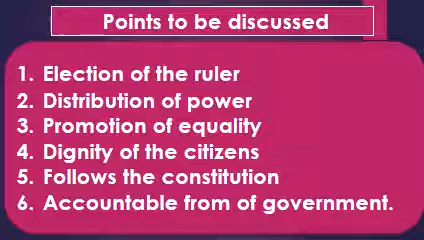 Points to be discussed
1. Election of the ruler
2. Distribution of power
3. Promotion of equality
4. Dignity of the citizens
5. Follows the constitution
6. Accountable from of government.